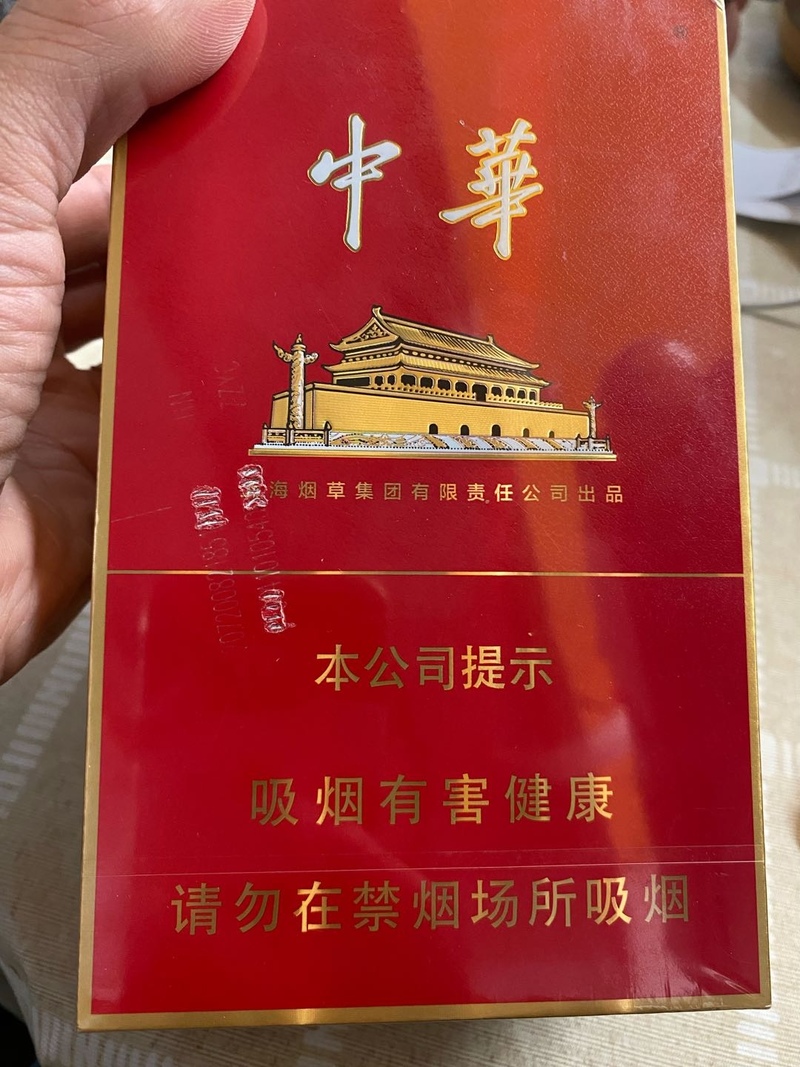 中華
海烟草集团有限责任公司出品
本公司提示
吸烟有害健康
请勿在禁烟场所吸烟